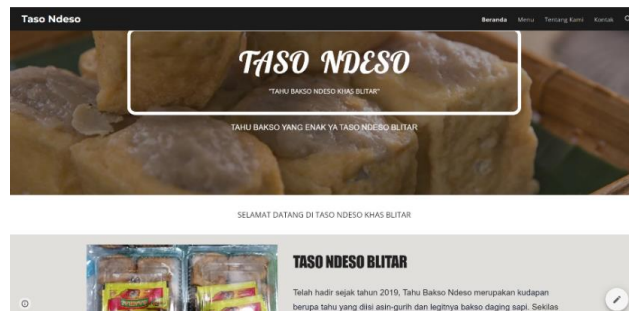 Taso Ndeso
Beranda Menu Tentang Kami Kontak
TASO NDESO
"TAHU BAKSO NDESO KHAS BLITAR"
TAHU BAKSO YANG ENAK YA TASO NDESO BLITAR
SELAMAT DATANG DI TASO NDESO KHAS BLITAR
TASO NDESO BLITAR
Telah hadir sejak tahun 2019, Tahu Bakso Ndeso merupakan kudapan
berupa tahu yang diisi asin-gurih dan legitnya bakso daging sapi. Sekilas